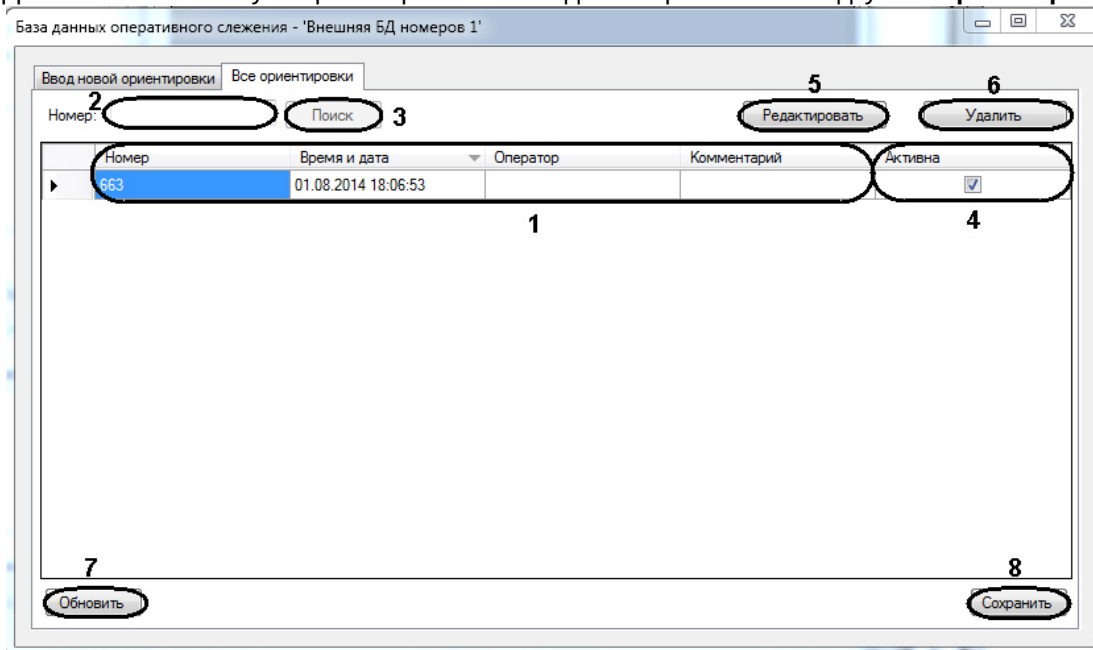 База данных оперативного слежения - 'Внешняя БД номеров 1'
Ввод новой ориентировки Все ориентировки
5 6
Номер: 2 Поиск 3 Редактировать Удалить
Номер Время и дата Оператор Комментарий Активна
663 01.08.2014 18:06:53
1 4
7 8
Обновить Сохранить